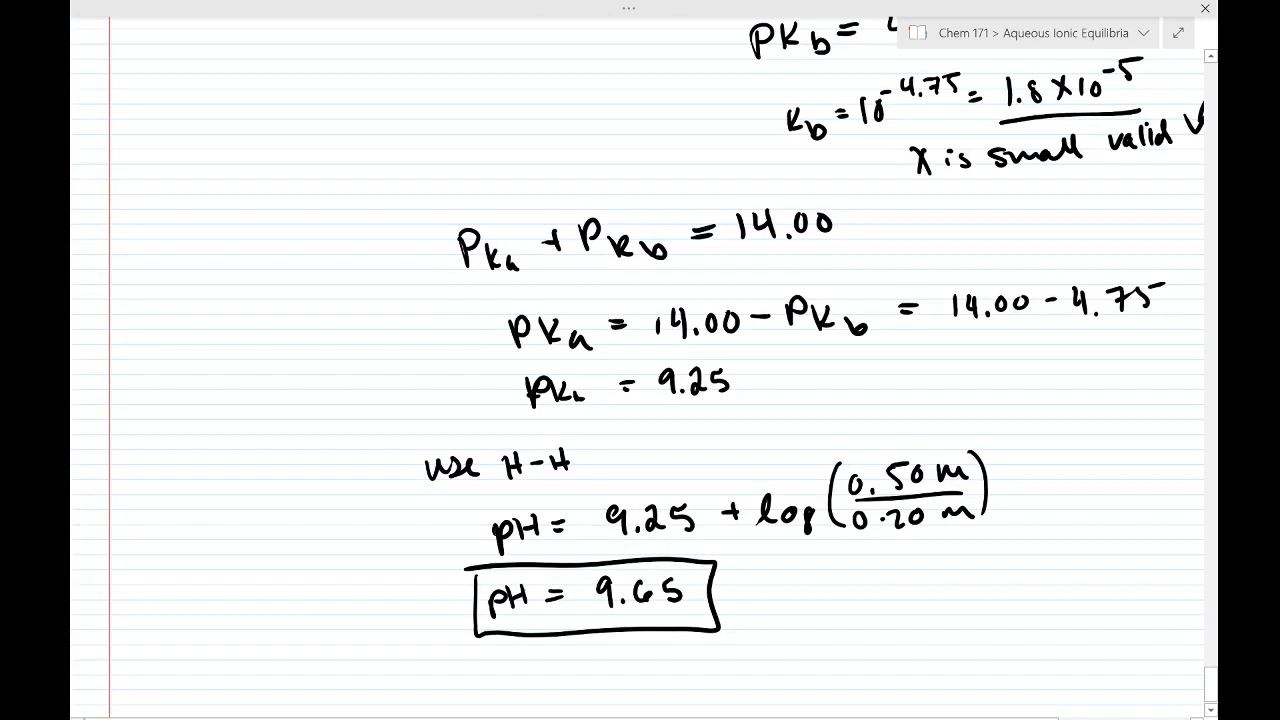 pKb =
Chem 171 > Aqueous Ionic Equilibria
Kb = 10^-4.75 = 1.8 X 10^-5
X is small valid ✓
PKa + PKb = 14.00
PKa = 14.00 - PKb = 14.00 - 4.75
pKa = 9.25
use H-H
pH = 9.25 + log (0.50 m / 0.20 m)
pH = 9.65